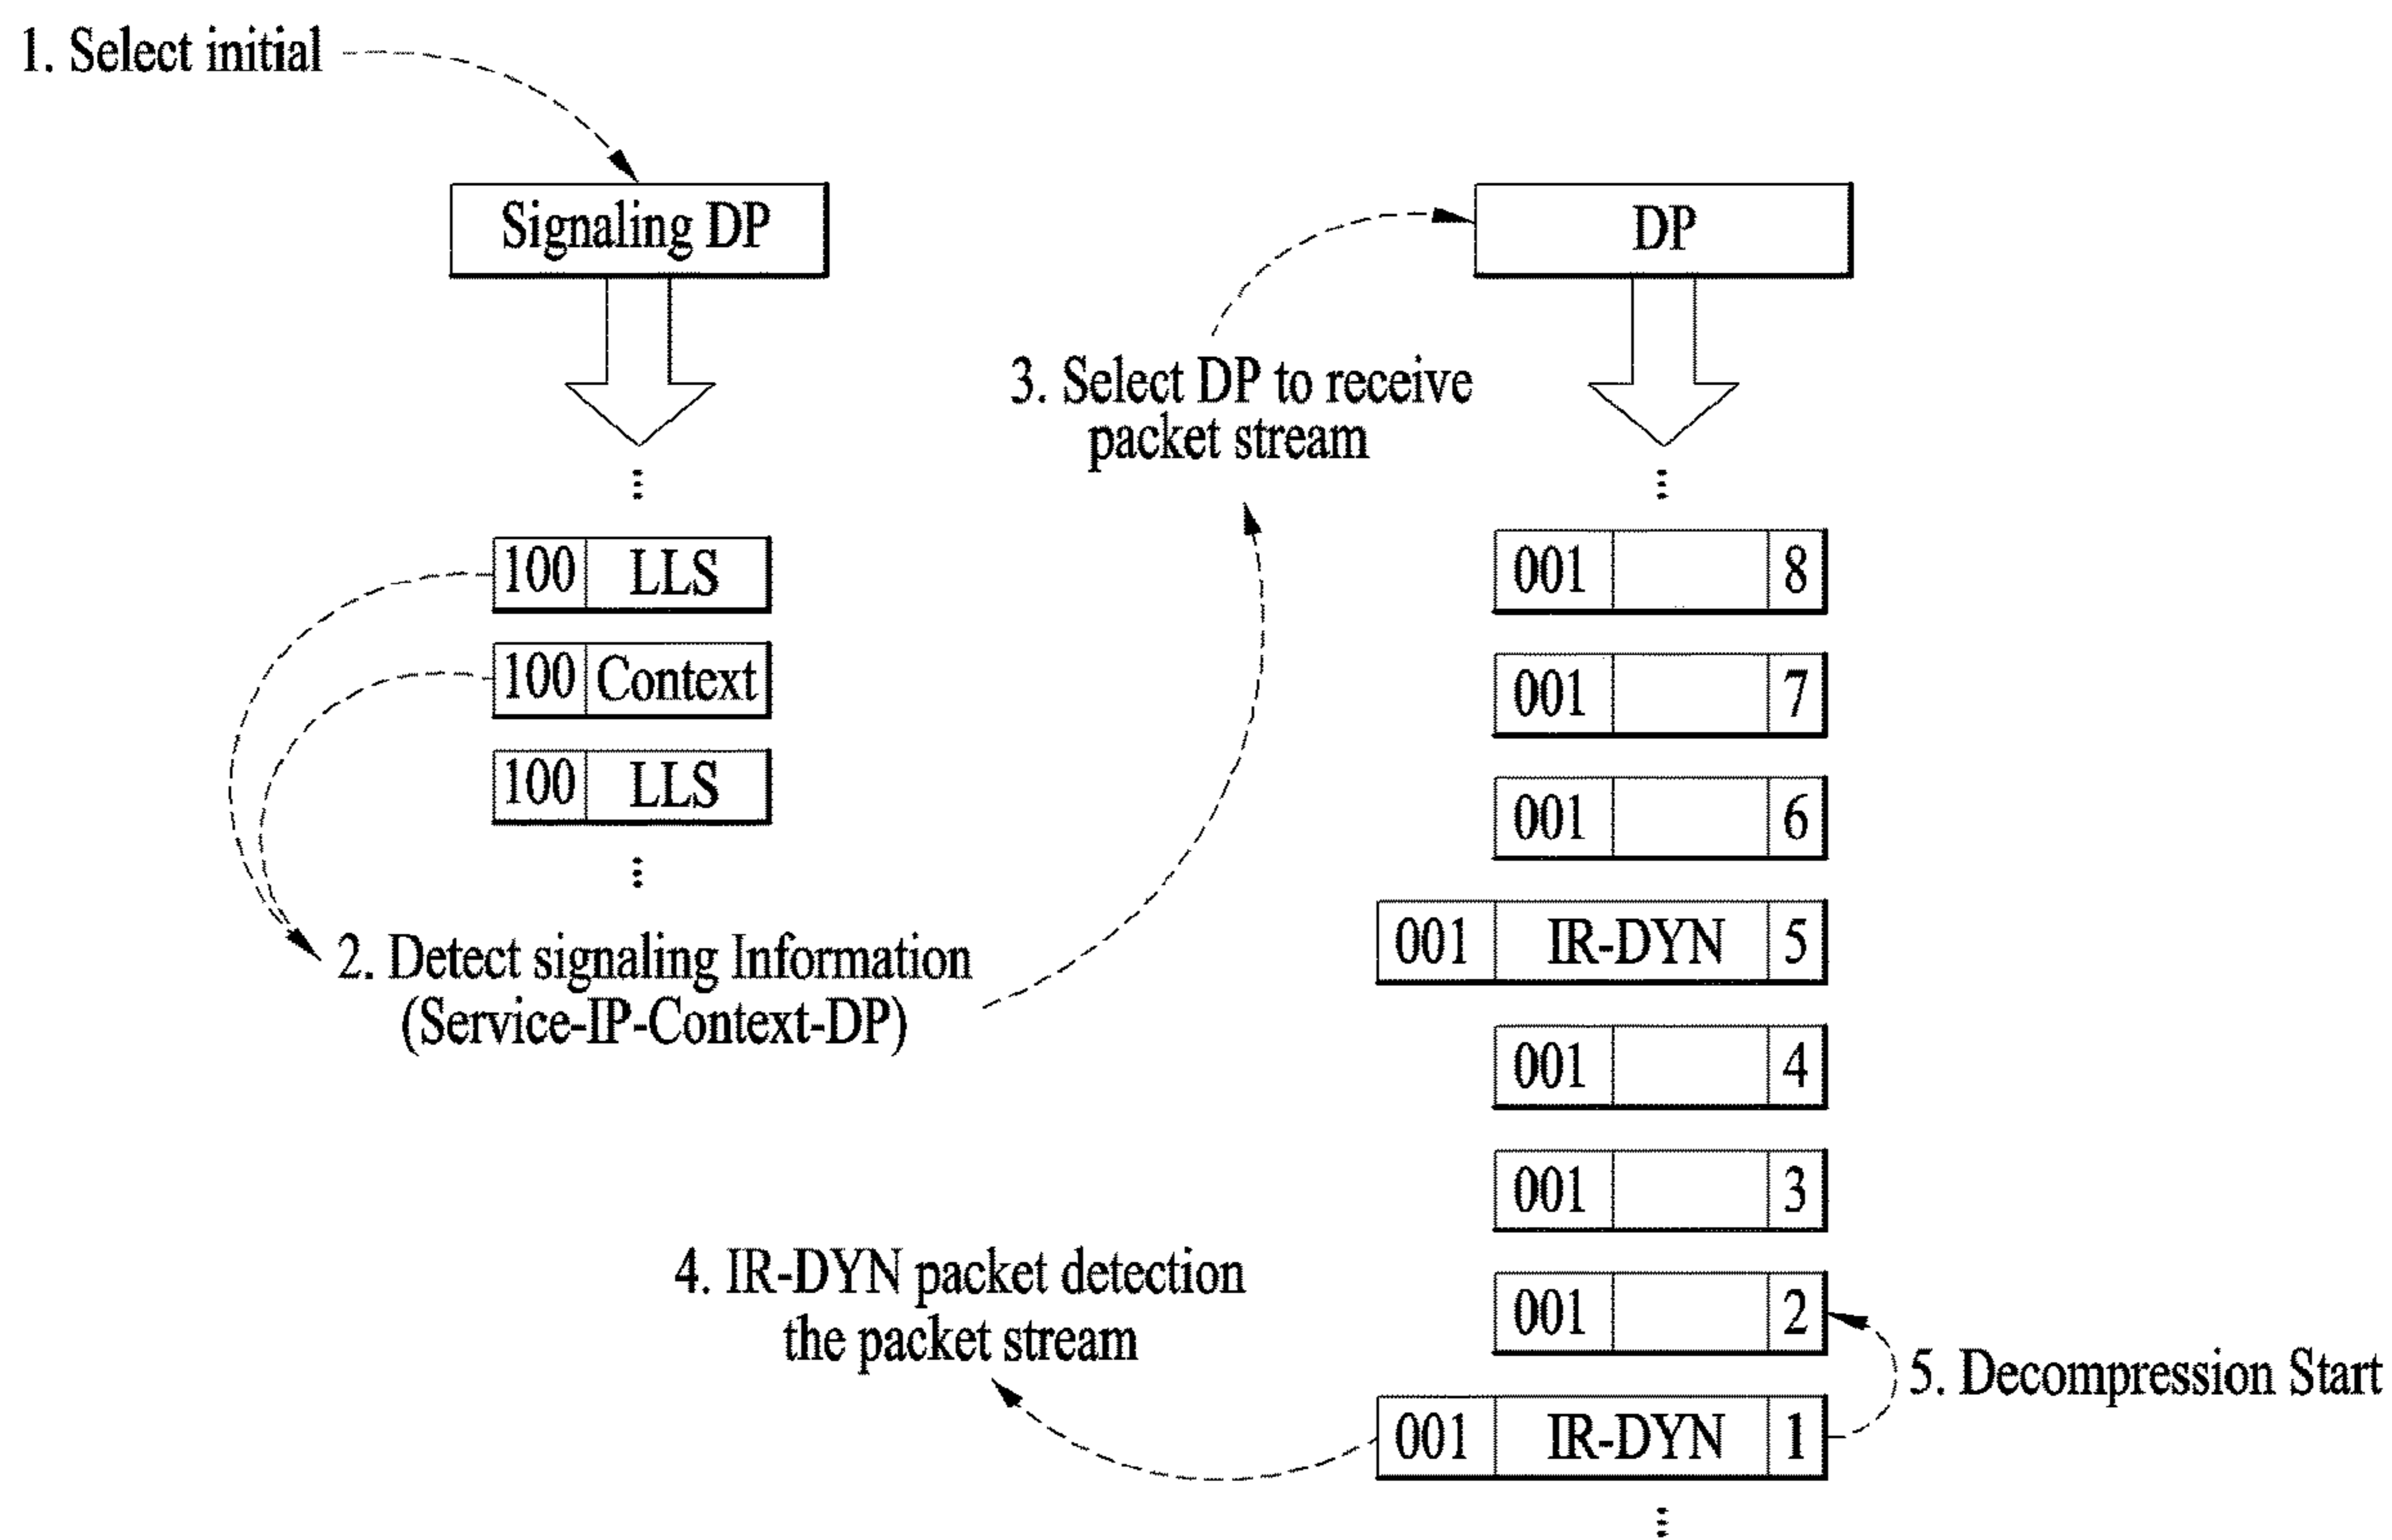 1. Select initial
Signaling DP
⋮
100 LLS
100 Context
100 LLS
⋮
2. Detect signaling Information
(Service-IP-Context-DP)
3. Select DP to receive
packet stream
DP
⋮
001 8
001 7
001 6
001 IR-DYN 5
001 4
001 3
001 2
001 IR-DYN 1
⋮
4. IR-DYN packet detection
the packet stream
5. Decompression Start